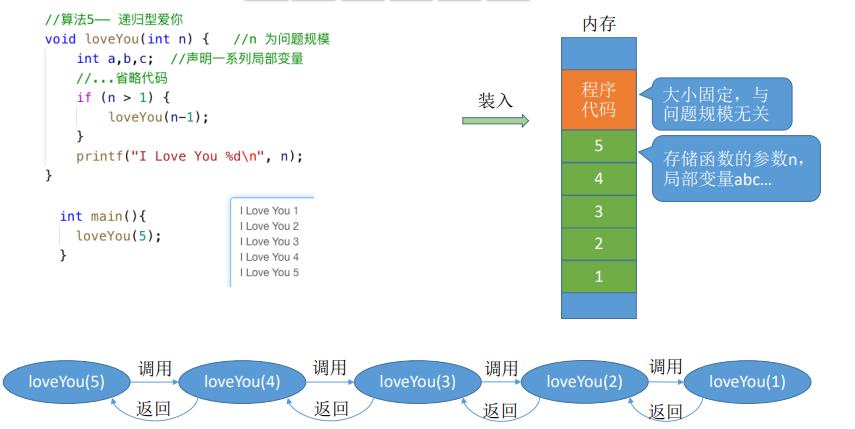 //算法5—— 递归型爱你
void loveYou(int n) {   //n 为问题规模
    int a,b,c;  //声明一系列局部变量
    //...省略代码
    if (n > 1) {
        loveYou(n-1);
    }
    printf("I Love You %d\n", n);
}
int main(){
  loveYou(5);
}
I Love You 1
I Love You 2
I Love You 3
I Love You 4
I Love You 5
装入
内存
程序
代码
5
4
3
2
1
大小固定，与
问题规模无关
存储函数的参数n，
局部变量abc…
调用
调用
调用
调用
loveYou(5)
loveYou(4)
loveYou(3)
loveYou(2)
loveYou(1)
返回
返回
返回
返回